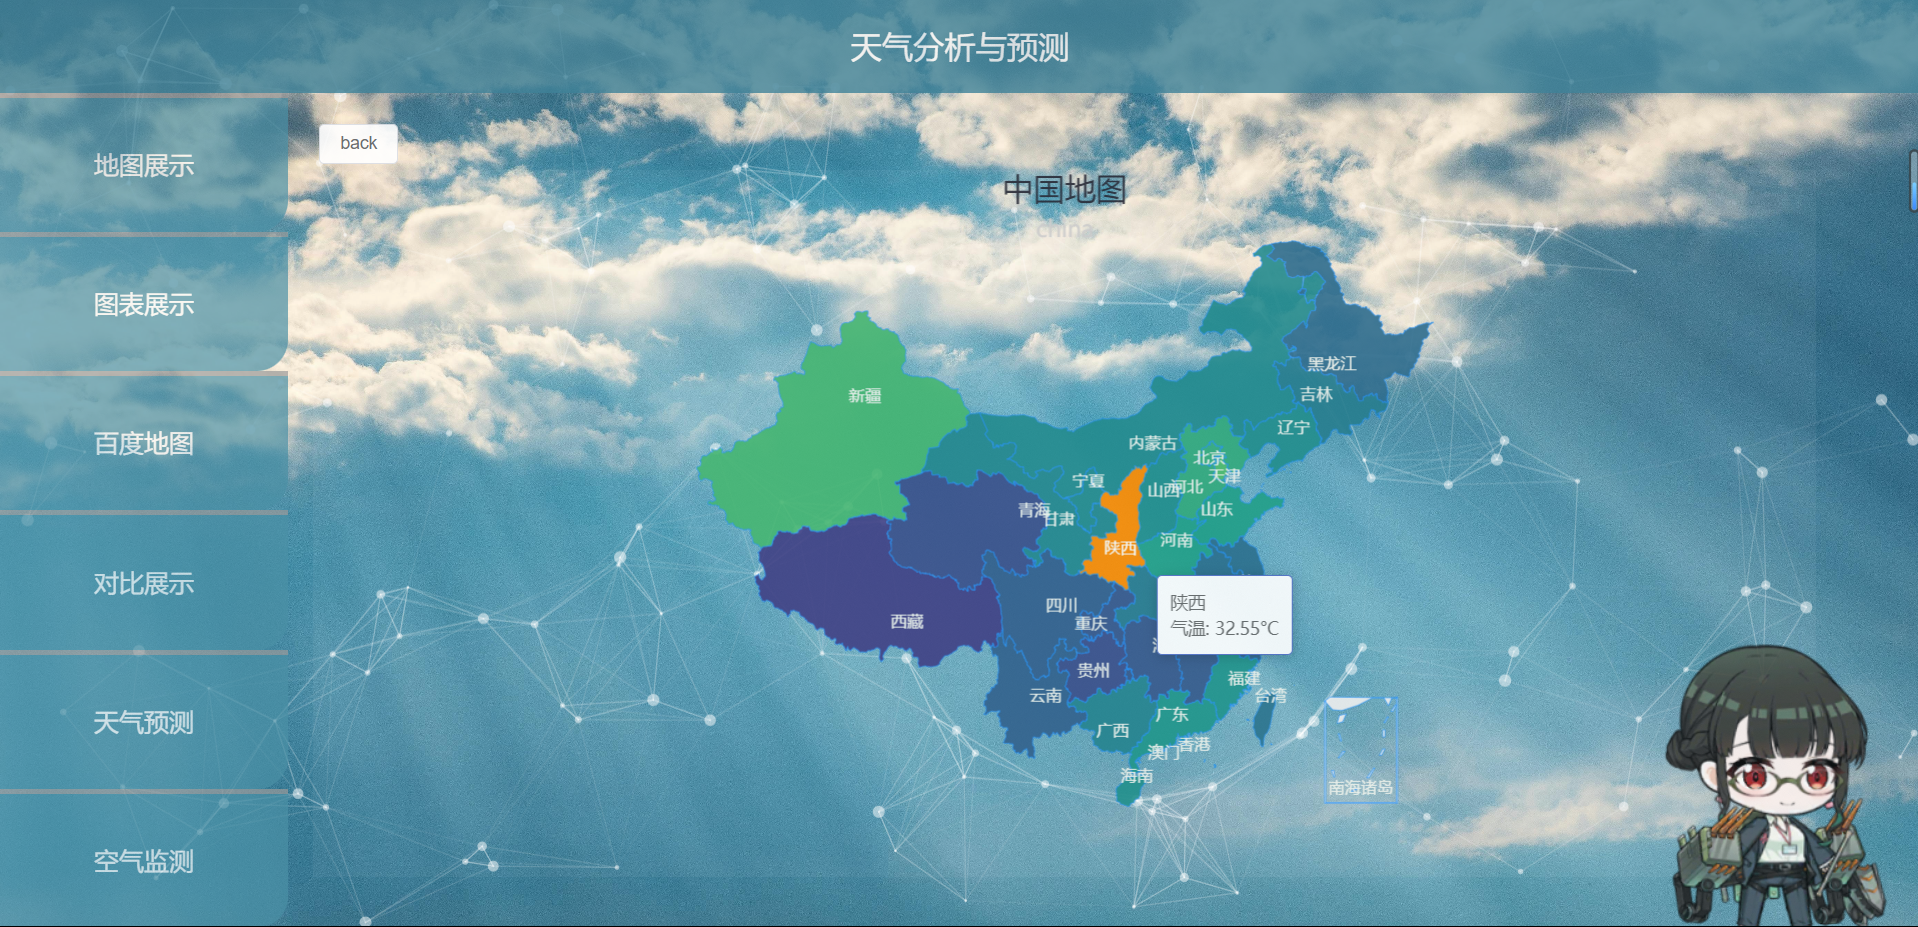 天气分析与预测
地图展示
图表展示
百度地图
对比展示
天气预测
空气监测
back
中国地图
china
黑龙江
吉林
新疆
辽宁
内蒙古
北京
天津
宁夏
山西
河北
青海
甘肃
山东
河南
陕西
陕西
气温: 32.55°C
四川
重庆
西藏
贵州
云南
福建
台湾
广东
广西
香港
澳门
海南
南海诸岛